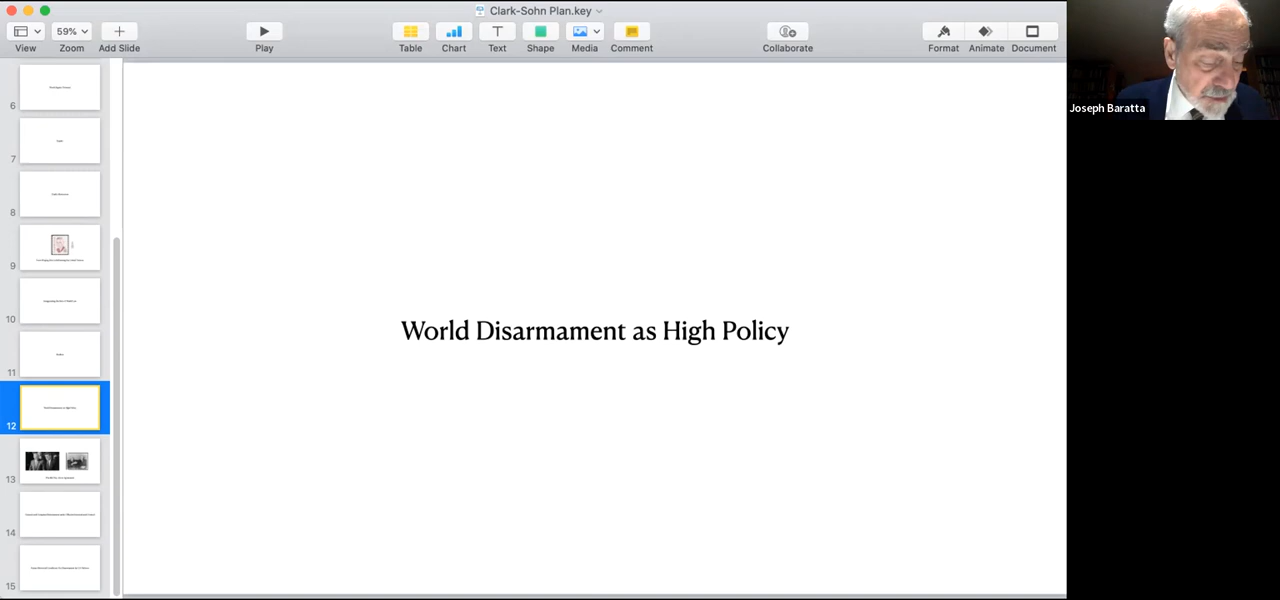 Clark-Sohn Plan.key
59%
View
Zoom
Add Slide
Play
Table
Chart
Text
Shape
Media
Comment
Collaborate
Format
Animate
Document
6
7
8
9
10
11
12
13
14
15
World Disarmament as High Policy
Joseph Baratta